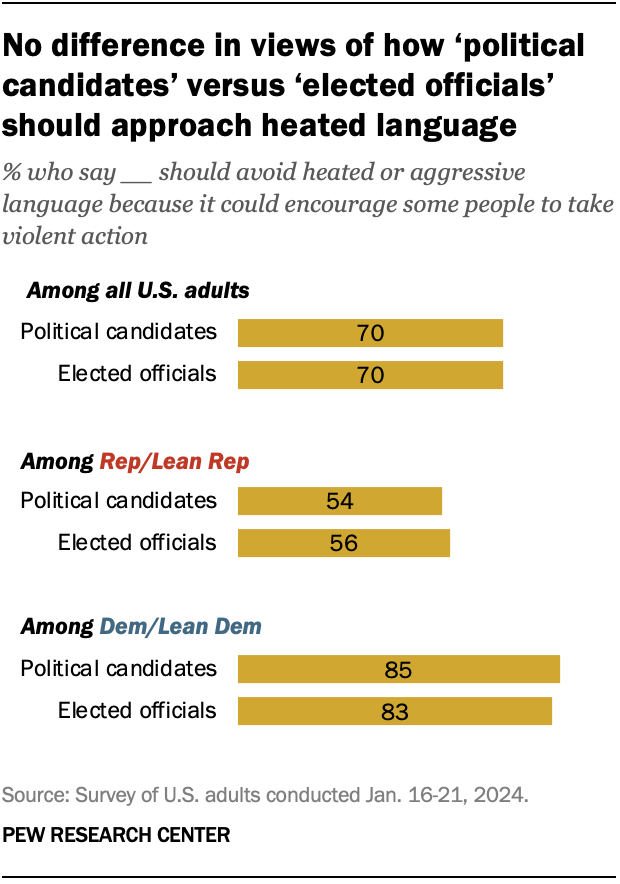 No difference in views of how ‘political
candidates’ versus ‘elected officials’
should approach heated language
% who say __ should avoid heated or aggressive
language because it could encourage some people to take
violent action
Among all U.S. adults
Political candidates 70
Elected officials 70
Among Rep/Lean Rep
Political candidates 54
Elected officials 56
Among Dem/Lean Dem
Political candidates 85
Elected officials 83
Source: Survey of U.S. adults conducted Jan. 16-21, 2024.
PEW RESEARCH CENTER